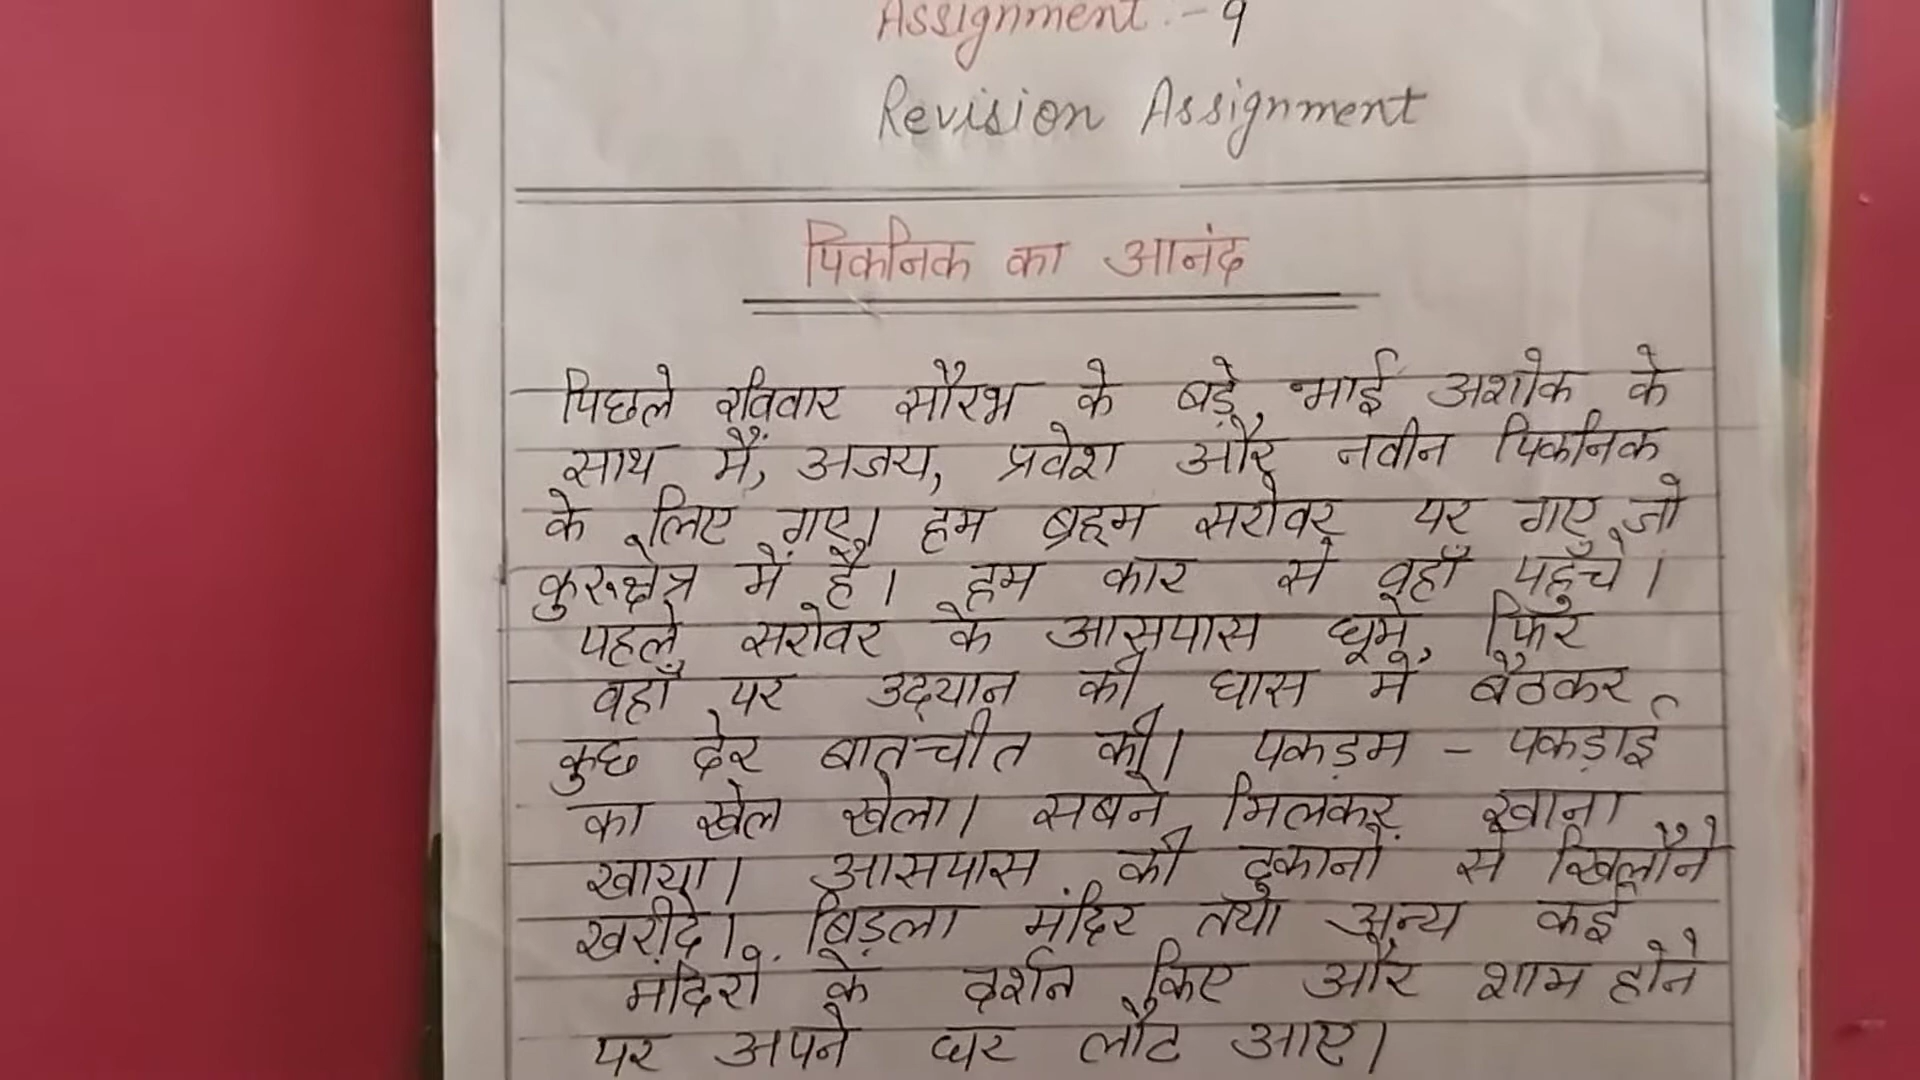 Assignment :- 9
Revision Assignment
पिकनिक का आनंद
पिछले रविवार सौरभ के बड़े भाई अशोक के
साथ मैं, अजय, प्रवेश और नवीन पिकनिक
के लिए गए। हम ब्रह्म सरोवर पर गए जो
कुरुक्षेत्र में है। हम कार से वहाँ पहुँचे।
पहले सरोवर के आसपास घूमे, फिर
वहाँ पर उद्यान की घास में बैठकर
कुछ देर बातचीत की। पकड़म - पकड़ाई
का खेल खेला। सबने मिलकर खाना
खाया। आसपास की दुकानों से खिलौने
खरीदे। बिड़ला मंदिर तथा अन्य कई
मंदिरों के दर्शन किए और शाम होने
पर अपने घर लौट आए।